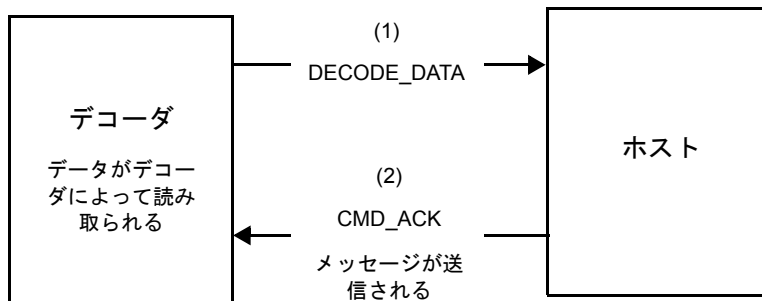 デコーダ
データがデコー
ダによって読み
取られる
(1)
DECODE_DATA
(2)
CMD_ACK
メッセージが送
信される
ホスト